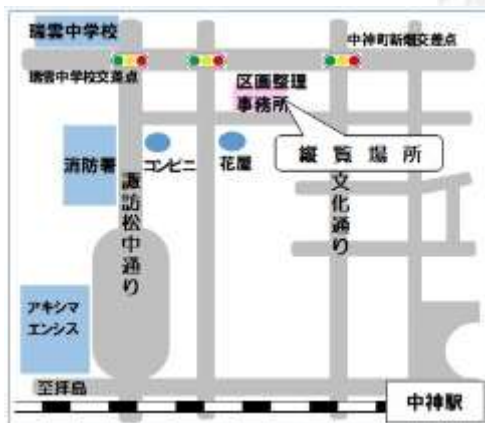 瑞雲中学校
中神町新畑交差点
瑞雲中学校交差点
区画整理
事務所
縦覧場所
消防署
コンビニ
花屋
諏訪松中通り
文化通り
アキシマ
エンシス
至拝島
中神駅